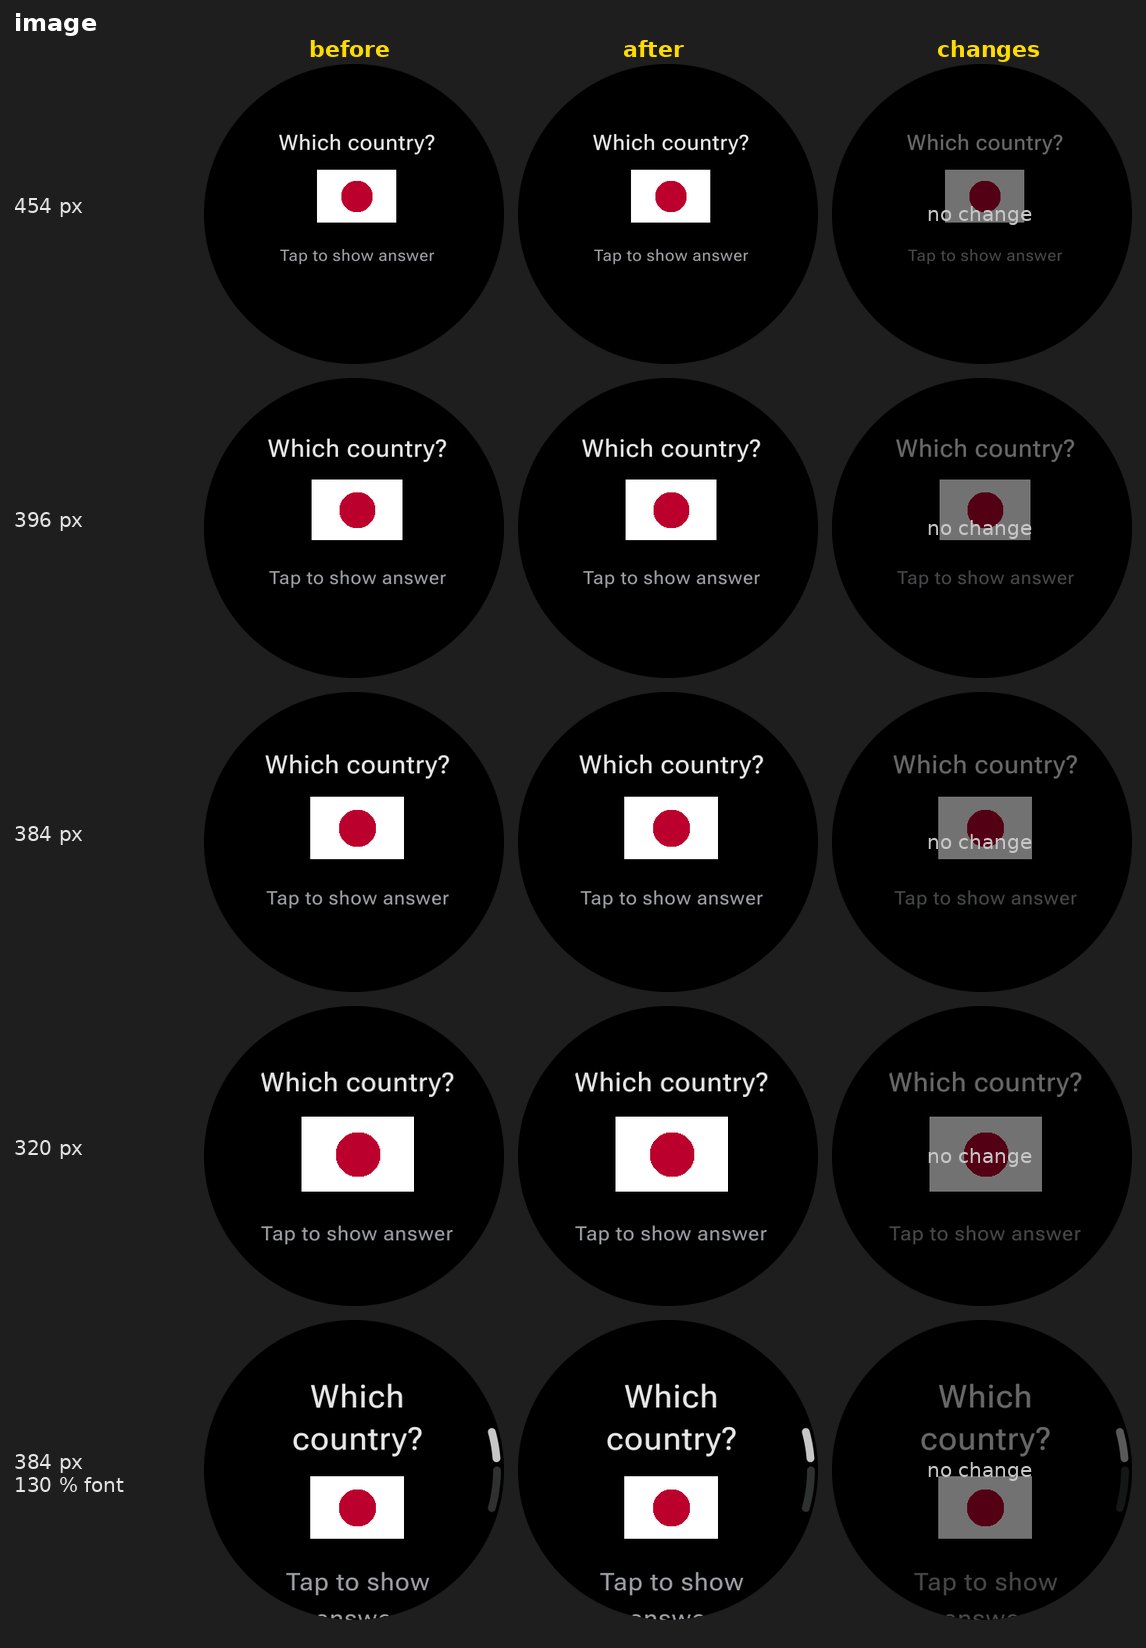 image
before after changes
454 px
Which country? Which country? Which country?
no change
Tap to show answer Tap to show answer Tap to show answer
396 px
Which country? Which country? Which country?
no change
Tap to show answer Tap to show answer Tap to show answer
384 px
Which country? Which country? Which country?
no change
Tap to show answer Tap to show answer Tap to show answer
320 px
Which country? Which country? Which country?
no change
Tap to show answer Tap to show answer Tap to show answer
384 px
130 % font
Which Which Which
country? country? country?
no change
Tap to show Tap to show Tap to show